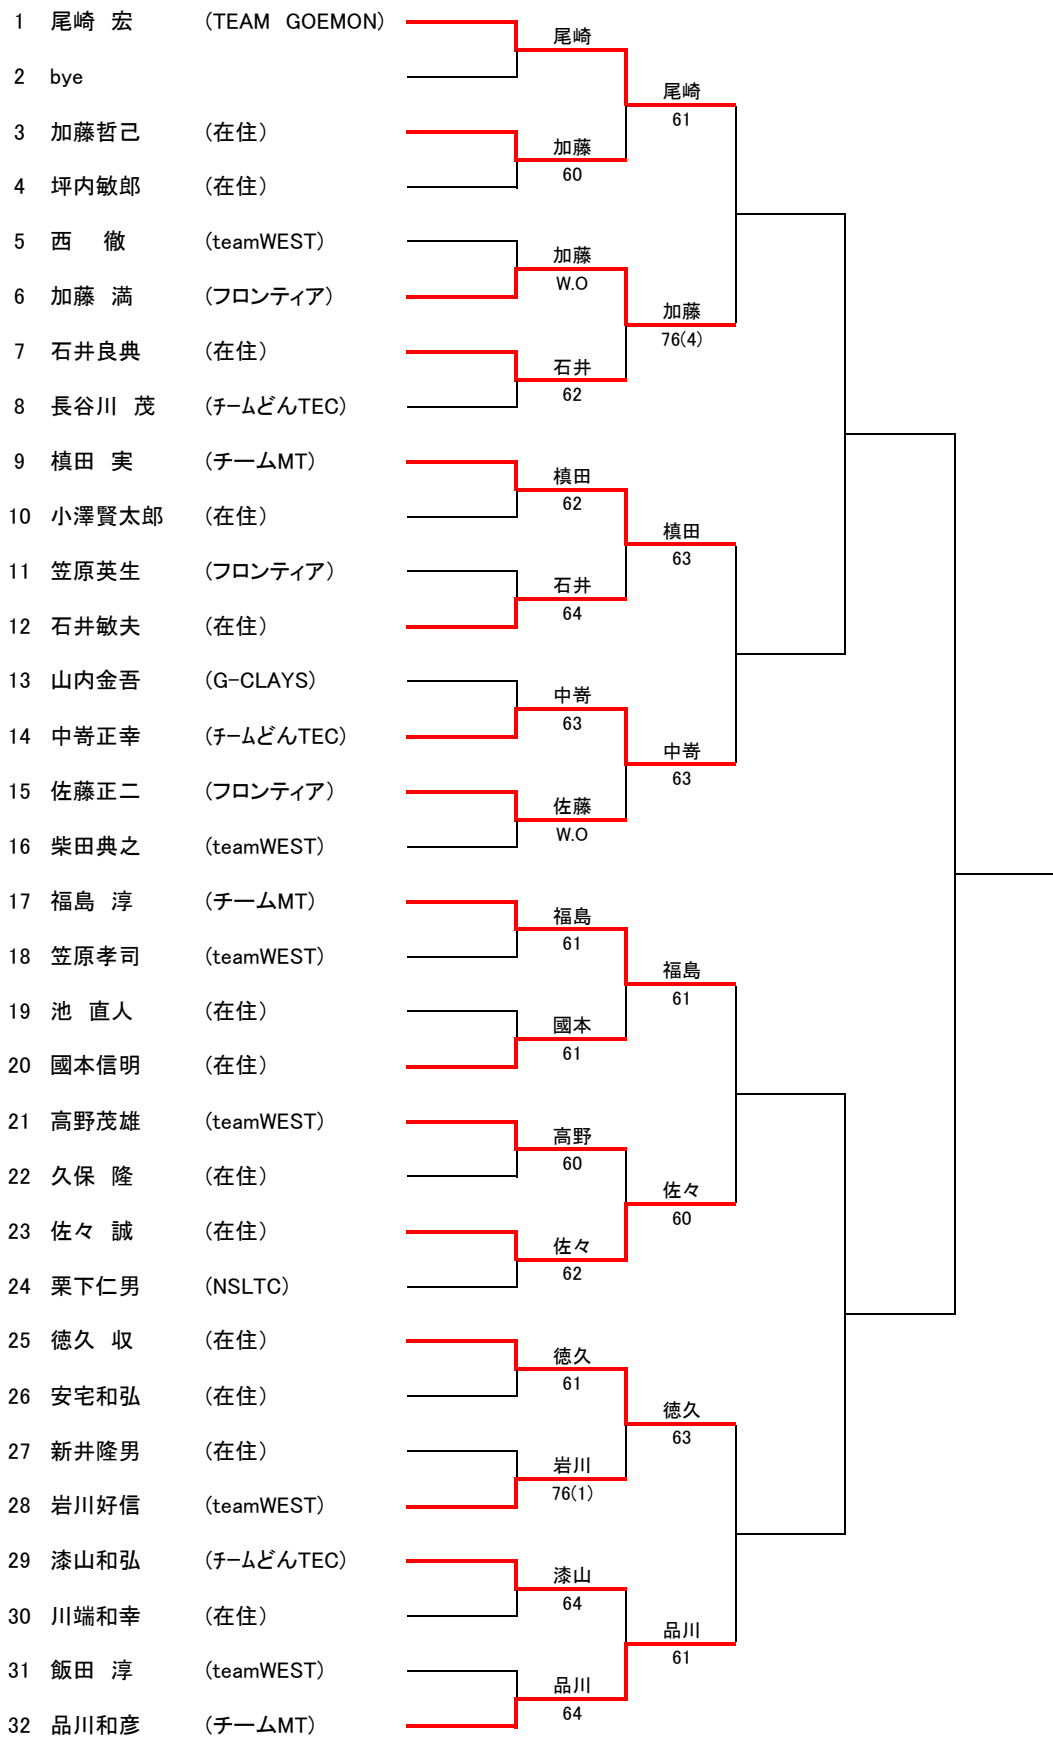 1 尾崎 宏 (TEAM GOEMON)
尾崎
2 bye
尾崎
61
3 加藤哲己 (在住)
加藤
60
4 坪内敏郎 (在住)
5 西 徹 (teamWEST)
加藤
W.O
6 加藤 満 (フロンティア)
加藤
76(4)
7 石井良典 (在住)
石井
62
8 長谷川 茂 (チームどんTEC)
9 槙田 実 (チームMT)
槙田
62
10 小澤賢太郎 (在住)
槙田
63
11 笠原英生 (フロンティア)
石井
64
12 石井敏夫 (在住)
13 山内金吾 (G-CLAYS)
中嵜
63
14 中嵜正幸 (チームどんTEC)
中嵜
63
15 佐藤正二 (フロンティア)
佐藤
W.O
16 柴田典之 (teamWEST)
17 福島 淳 (チームMT)
福島
61
18 笠原孝司 (teamWEST)
福島
61
19 池 直人 (在住)
國本
61
20 國本信明 (在住)
21 高野茂雄 (teamWEST)
高野
60
22 久保 隆 (在住)
佐々
60
23 佐々 誠 (在住)
佐々
62
24 栗下仁男 (NSLTC)
25 徳久 収 (在住)
徳久
61
26 安宅和弘 (在住)
徳久
63
27 新井隆男 (在住)
岩川
76(1)
28 岩川好信 (teamWEST)
29 漆山和弘 (チームどんTEC)
漆山
64
30 川端和幸 (在住)
品川
61
31 飯田 淳 (teamWEST)
品川
64
32 品川和彦 (チームMT)